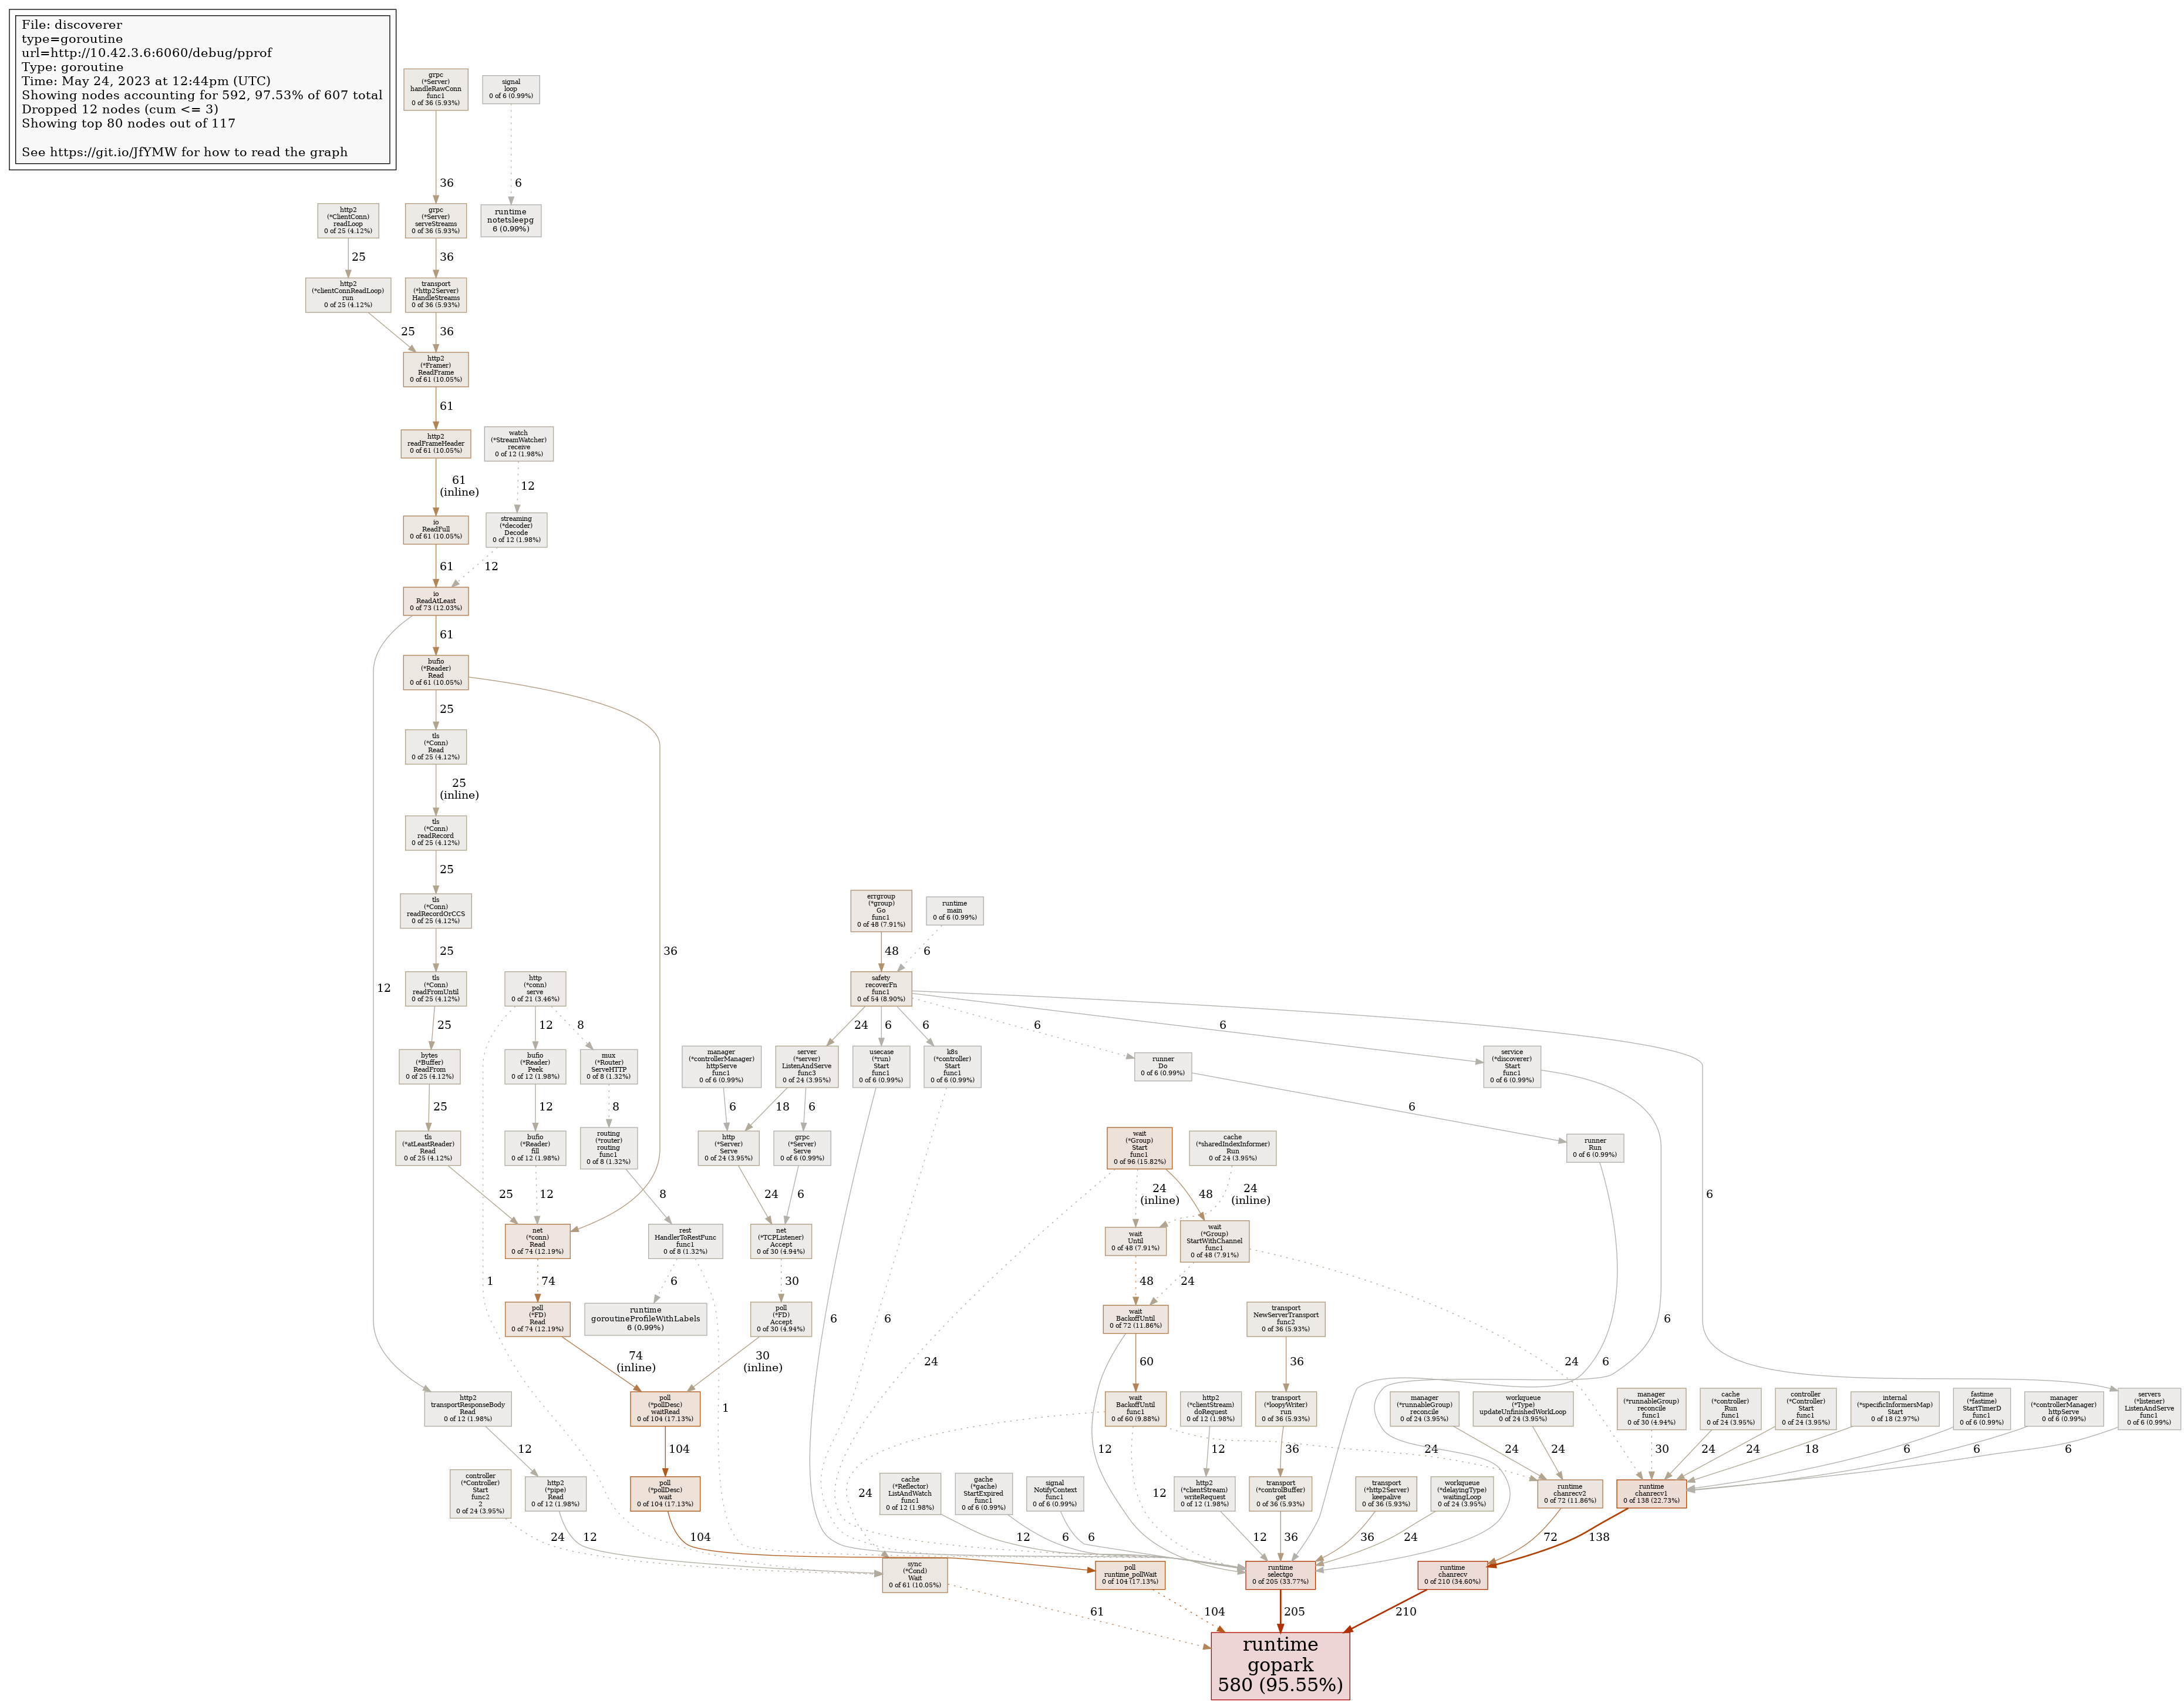 File: discoverer
type=goroutine
url=http://10.42.3.6:6060/debug/pprof
Type: goroutine
Time: May 24, 2023 at 12:44pm (UTC)
Showing nodes accounting for 592, 97.53% of 607 total
Dropped 12 nodes (cum <= 3)
Showing top 80 nodes out of 117
See https://git.io/JfYMW for how to read the graph
grpc
(*Server)
handleRawConn
func1
0 of 36 (5.93%)
signal
loop
0 of 6 (0.99%)
36
6
http2
(*ClientConn)
readLoop
0 of 25 (4.12%)
grpc
(*Server)
serveStreams
0 of 36 (5.93%)
runtime
notetsleepg
6 (0.99%)
25
36
http2
(*clientConnReadLoop)
run
0 of 25 (4.12%)
transport
(*http2Server)
HandleStreams
0 of 36 (5.93%)
25
36
http2
(*Framer)
ReadFrame
0 of 61 (10.05%)
61
http2
readFrameHeader
0 of 61 (10.05%)
watch
(*StreamWatcher)
receive
0 of 12 (1.98%)
61
(inline)
12
io
ReadFull
0 of 61 (10.05%)
streaming
(*decoder)
Decode
0 of 12 (1.98%)
61
12
io
ReadAtLeast
0 of 73 (12.03%)
61
12
bufio
(*Reader)
Read
0 of 61 (10.05%)
25
36
tls
(*Conn)
Read
0 of 25 (4.12%)
25
(inline)
tls
(*Conn)
readRecord
0 of 25 (4.12%)
25
tls
(*Conn)
readRecordOrCCS
0 of 25 (4.12%)
errgroup
(*group)
Go
func1
0 of 48 (7.91%)
runtime
main
0 of 6 (0.99%)
25
48
6
tls
(*Conn)
readFromUntil
0 of 25 (4.12%)
http
(*conn)
serve
0 of 21 (3.46%)
safety
recoverFn
func1
0 of 54 (8.90%)
25
12
8
1
24
6
6
6
6
6
bytes
(*Buffer)
ReadFrom
0 of 25 (4.12%)
bufio
(*Reader)
Peek
0 of 12 (1.98%)
mux
(*Router)
ServeHTTP
0 of 8 (1.32%)
manager
(*controllerManager)
httpServe
func1
0 of 6 (0.99%)
server
(*server)
ListenAndServe
func3
0 of 24 (3.95%)
usecase
(*run)
Start
func1
0 of 6 (0.99%)
k8s
(*controller)
Start
func1
0 of 6 (0.99%)
runner
Do
0 of 6 (0.99%)
service
(*discoverer)
Start
func1
0 of 6 (0.99%)
25
12
8
6
18
6
6
6
6
6
tls
(*atLeastReader)
Read
0 of 25 (4.12%)
bufio
(*Reader)
fill
0 of 12 (1.98%)
routing
(*router)
routing
func1
0 of 8 (1.32%)
http
(*Server)
Serve
0 of 24 (3.95%)
grpc
(*Server)
Serve
0 of 6 (0.99%)
wait
(*Group)
Start
func1
0 of 96 (15.82%)
cache
(*sharedIndexInformer)
Run
0 of 24 (3.95%)
runner
Run
0 of 6 (0.99%)
25
12
8
24
6
24
(inline)
48
24
(inline)
24
6
net
(*conn)
Read
0 of 74 (12.19%)
rest
HandlerToRestFunc
func1
0 of 8 (1.32%)
net
(*TCPListener)
Accept
0 of 30 (4.94%)
wait
Until
0 of 48 (7.91%)
wait
(*Group)
StartWithChannel
func1
0 of 48 (7.91%)
74
6
1
30
48
24
24
poll
(*FD)
Read
0 of 74 (12.19%)
runtime
goroutineProfileWithLabels
6 (0.99%)
poll
(*FD)
Accept
0 of 30 (4.94%)
wait
BackoffUntil
0 of 72 (11.86%)
transport
NewServerTransport
func2
0 of 36 (5.93%)
74
(inline)
30
(inline)
60
12
36
http2
transportResponseBody
Read
0 of 12 (1.98%)
poll
(*pollDesc)
waitRead
0 of 104 (17.13%)
wait
BackoffUntil
func1
0 of 60 (9.88%)
http2
(*clientStream)
doRequest
0 of 12 (1.98%)
transport
(*loopyWriter)
run
0 of 36 (5.93%)
manager
(*runnableGroup)
reconcile
0 of 24 (3.95%)
workqueue
(*Type)
updateUnfinishedWorkLoop
0 of 24 (3.95%)
manager
(*runnableGroup)
reconcile
func1
0 of 30 (4.94%)
cache
(*controller)
Run
func1
0 of 24 (3.95%)
controller
(*Controller)
Start
func1
0 of 24 (3.95%)
internal
(*specificInformersMap)
Start
0 of 18 (2.97%)
fastime
(*fastime)
StartTimerD
func1
0 of 6 (0.99%)
manager
(*controllerManager)
httpServe
0 of 6 (0.99%)
servers
(*listener)
ListenAndServe
func1
0 of 6 (0.99%)
12
104
24
12
24
12
36
24
24
30
24
24
18
6
6
6
controller
(*Controller)
Start
func2
2
0 of 24 (3.95%)
http2
(*pipe)
Read
0 of 12 (1.98%)
poll
(*pollDesc)
wait
0 of 104 (17.13%)
cache
(*Reflector)
ListAndWatch
func1
0 of 12 (1.98%)
gache
(*gache)
StartExpired
func1
0 of 6 (0.99%)
signal
NotifyContext
func1
0 of 6 (0.99%)
http2
(*clientStream)
writeRequest
0 of 12 (1.98%)
transport
(*controlBuffer)
get
0 of 36 (5.93%)
transport
(*http2Server)
keepalive
0 of 36 (5.93%)
workqueue
(*delayingType)
waitingLoop
0 of 24 (3.95%)
runtime
chanrecv2
0 of 72 (11.86%)
runtime
chanrecv1
0 of 138 (22.73%)
24
12
104
12
6
6
12
36
36
24
72
138
sync
(*Cond)
Wait
0 of 61 (10.05%)
poll
runtime_pollWait
0 of 104 (17.13%)
runtime
selectgo
0 of 205 (33.77%)
runtime
chanrecv
0 of 210 (34.60%)
61
104
205
210
runtime
gopark
580 (95.55%)